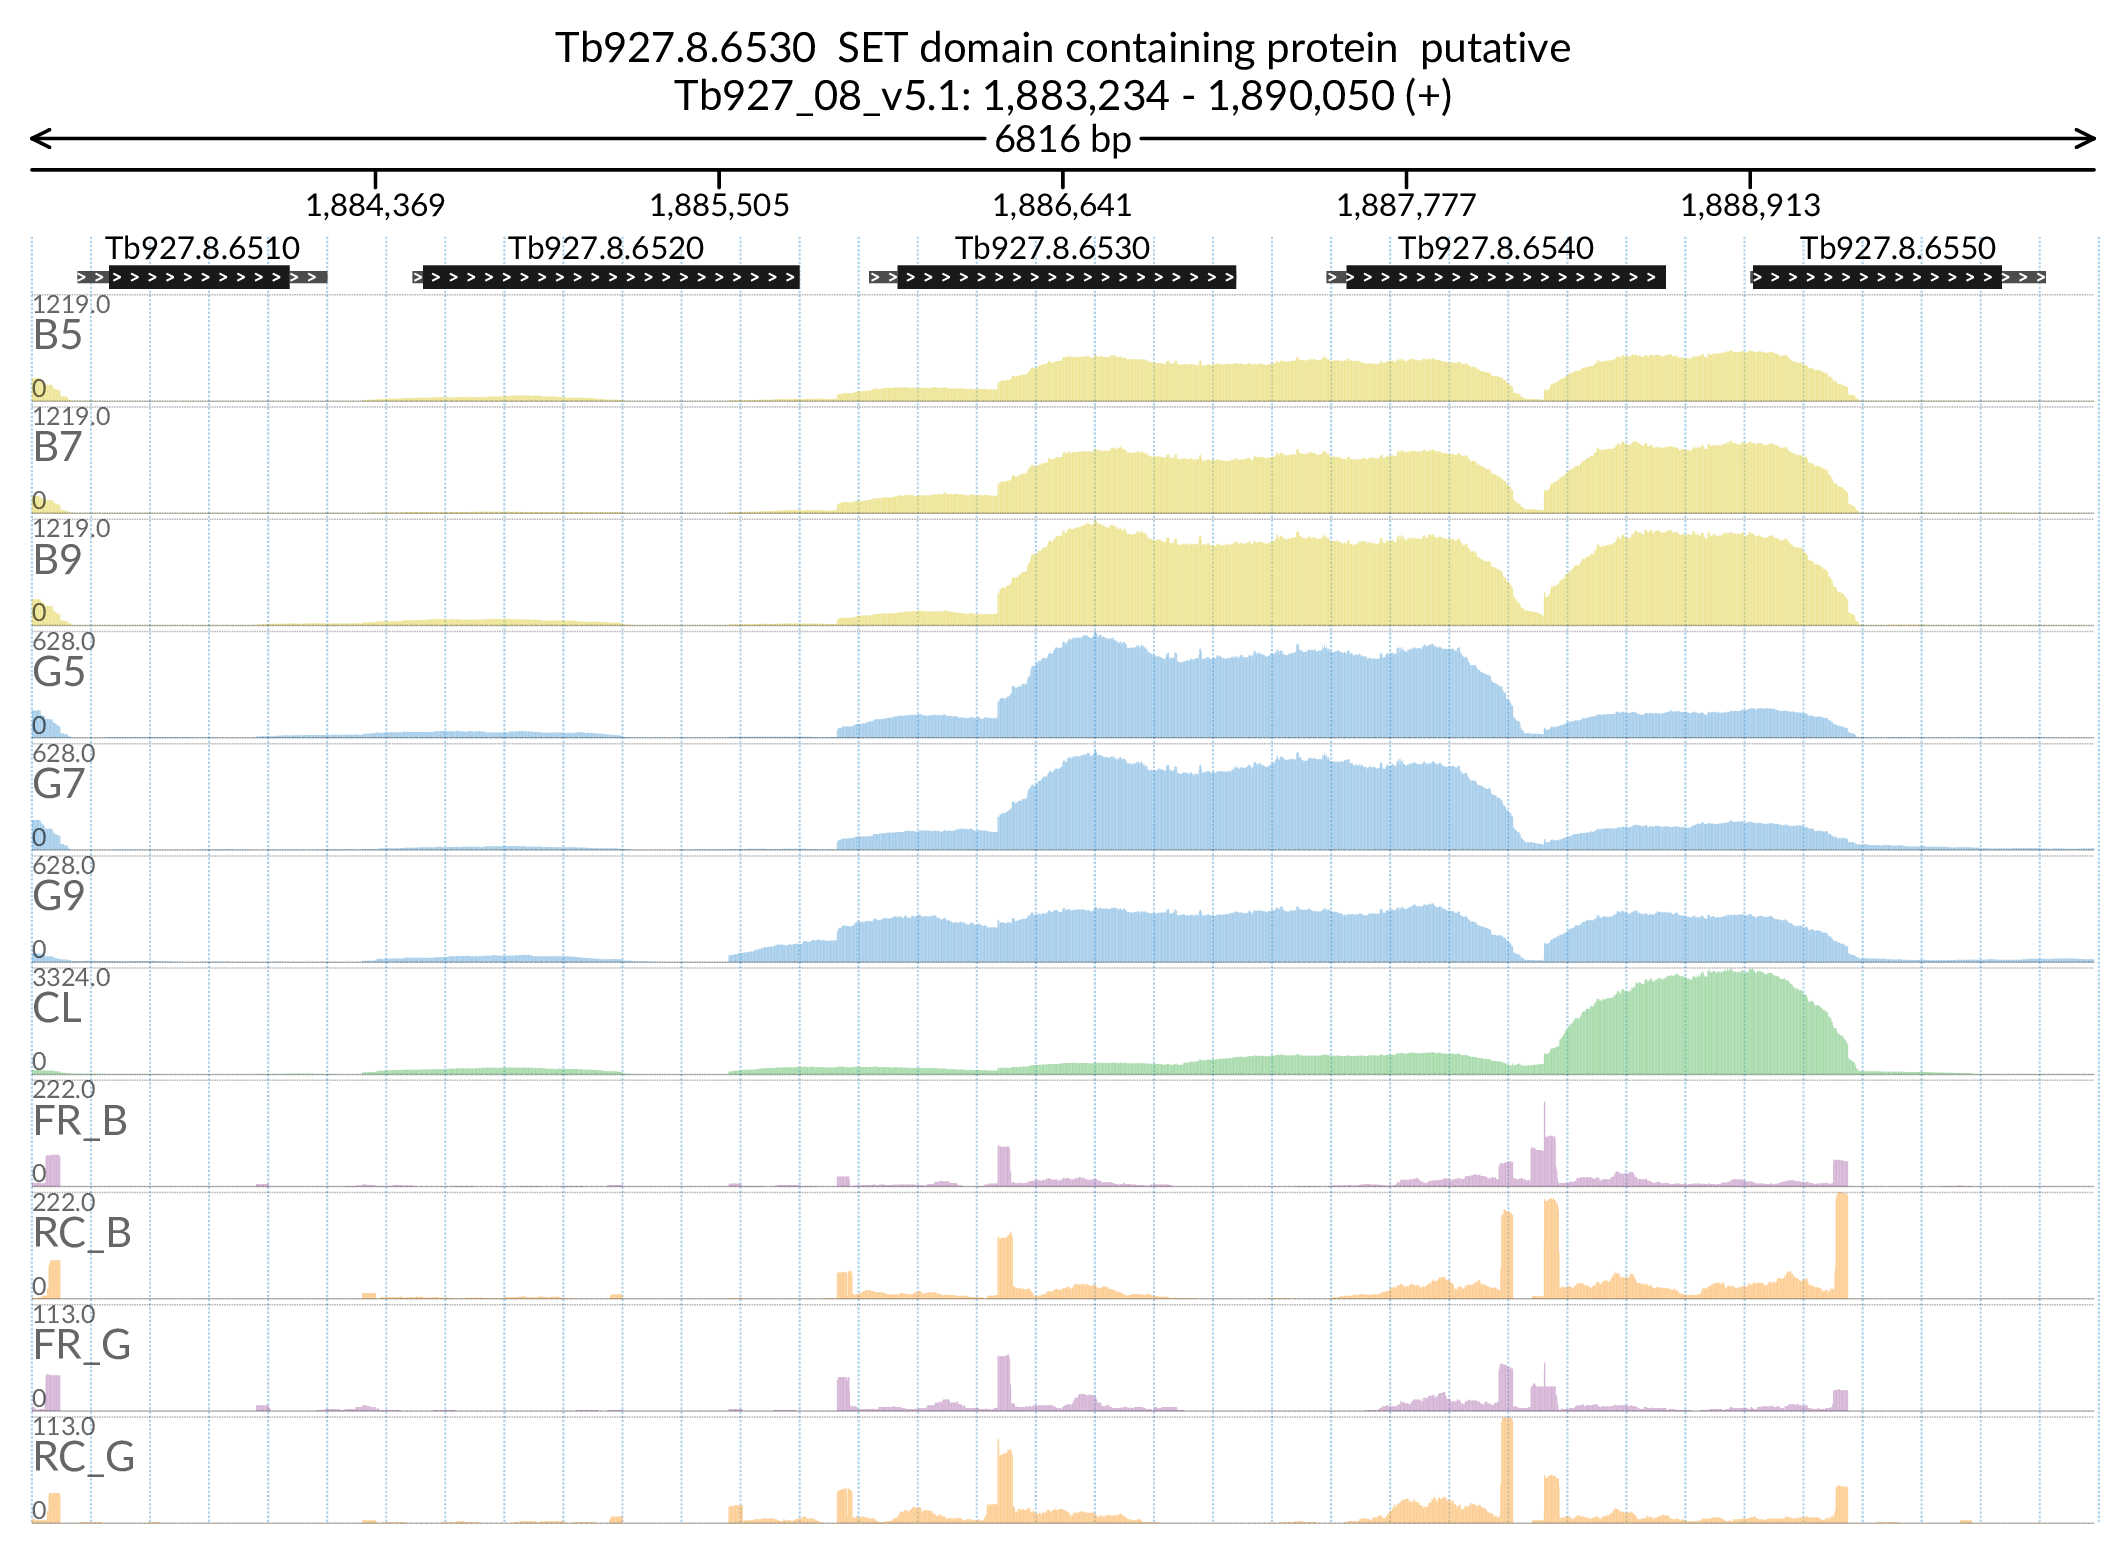 Tb927.8.6530  SET domain containing protein  putative
Tb927_08_v5.1: 1,883,234 - 1,890,050 (+)
6816 bp
1,884,369 1,885,505 1,886,641 1,887,777 1,888,913
Tb927.8.6510 Tb927.8.6520 Tb927.8.6530 Tb927.8.6540 Tb927.8.6550
1219.0
B5
0
1219.0
B7
0
1219.0
B9
0
628.0
G5
0
628.0
G7
0
628.0
G9
0
3324.0
CL
0
222.0
FR_B
0
222.0
RC_B
0
113.0
FR_G
0
113.0
RC_G
0